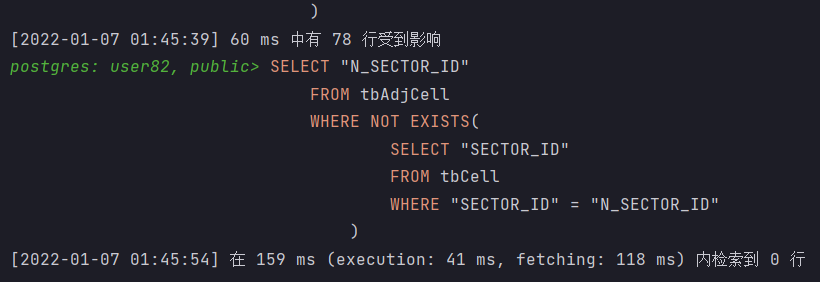 )
[2022-01-07 01:45:39] 60 ms 中有 78 行受到影响
postgres: user82, public> SELECT "N_SECTOR_ID"
FROM tbAdjCell
WHERE NOT EXISTS(
SELECT "SECTOR_ID"
FROM tbCell
WHERE "SECTOR_ID" = "N_SECTOR_ID"
)
[2022-01-07 01:45:54] 在 159 ms (execution: 41 ms, fetching: 118 ms) 内检索到 0 行